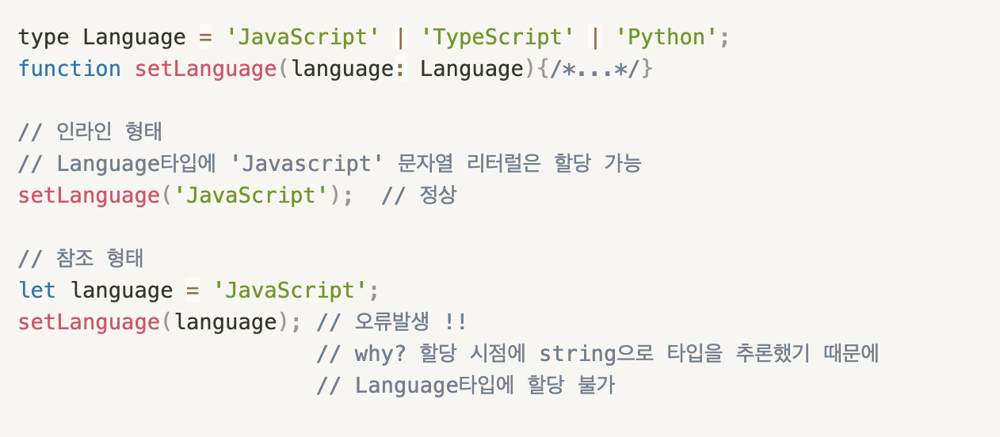 type Language = 'JavaScript' | 'TypeScript' | 'Python';
function setLanguage(language: Language){/*...*/}
// 인라인 형태
// Language타입에 'Javascript' 문자열 리터럴은 할당 가능
setLanguage('JavaScript');  // 정상
// 참조 형태
let language = 'JavaScript';
setLanguage(language); // 오류발생 !!
// why? 할당 시점에 string으로 타입을 추론했기 때문에
// Language타입에 할당 불가